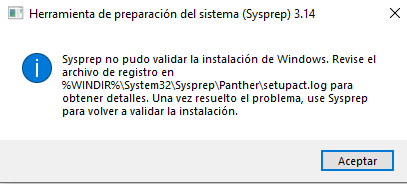 Herramienta de preparación del sistema (Sysprep) 3.14
Sysprep no pudo validar la instalación de Windows. Revise el
archivo de registro en
%WINDIR%\System32\Sysprep\Panther\setupact.log para
obtener detalles. Una vez resuelto el problema, use Sysprep
para volver a validar la instalación.
Aceptar